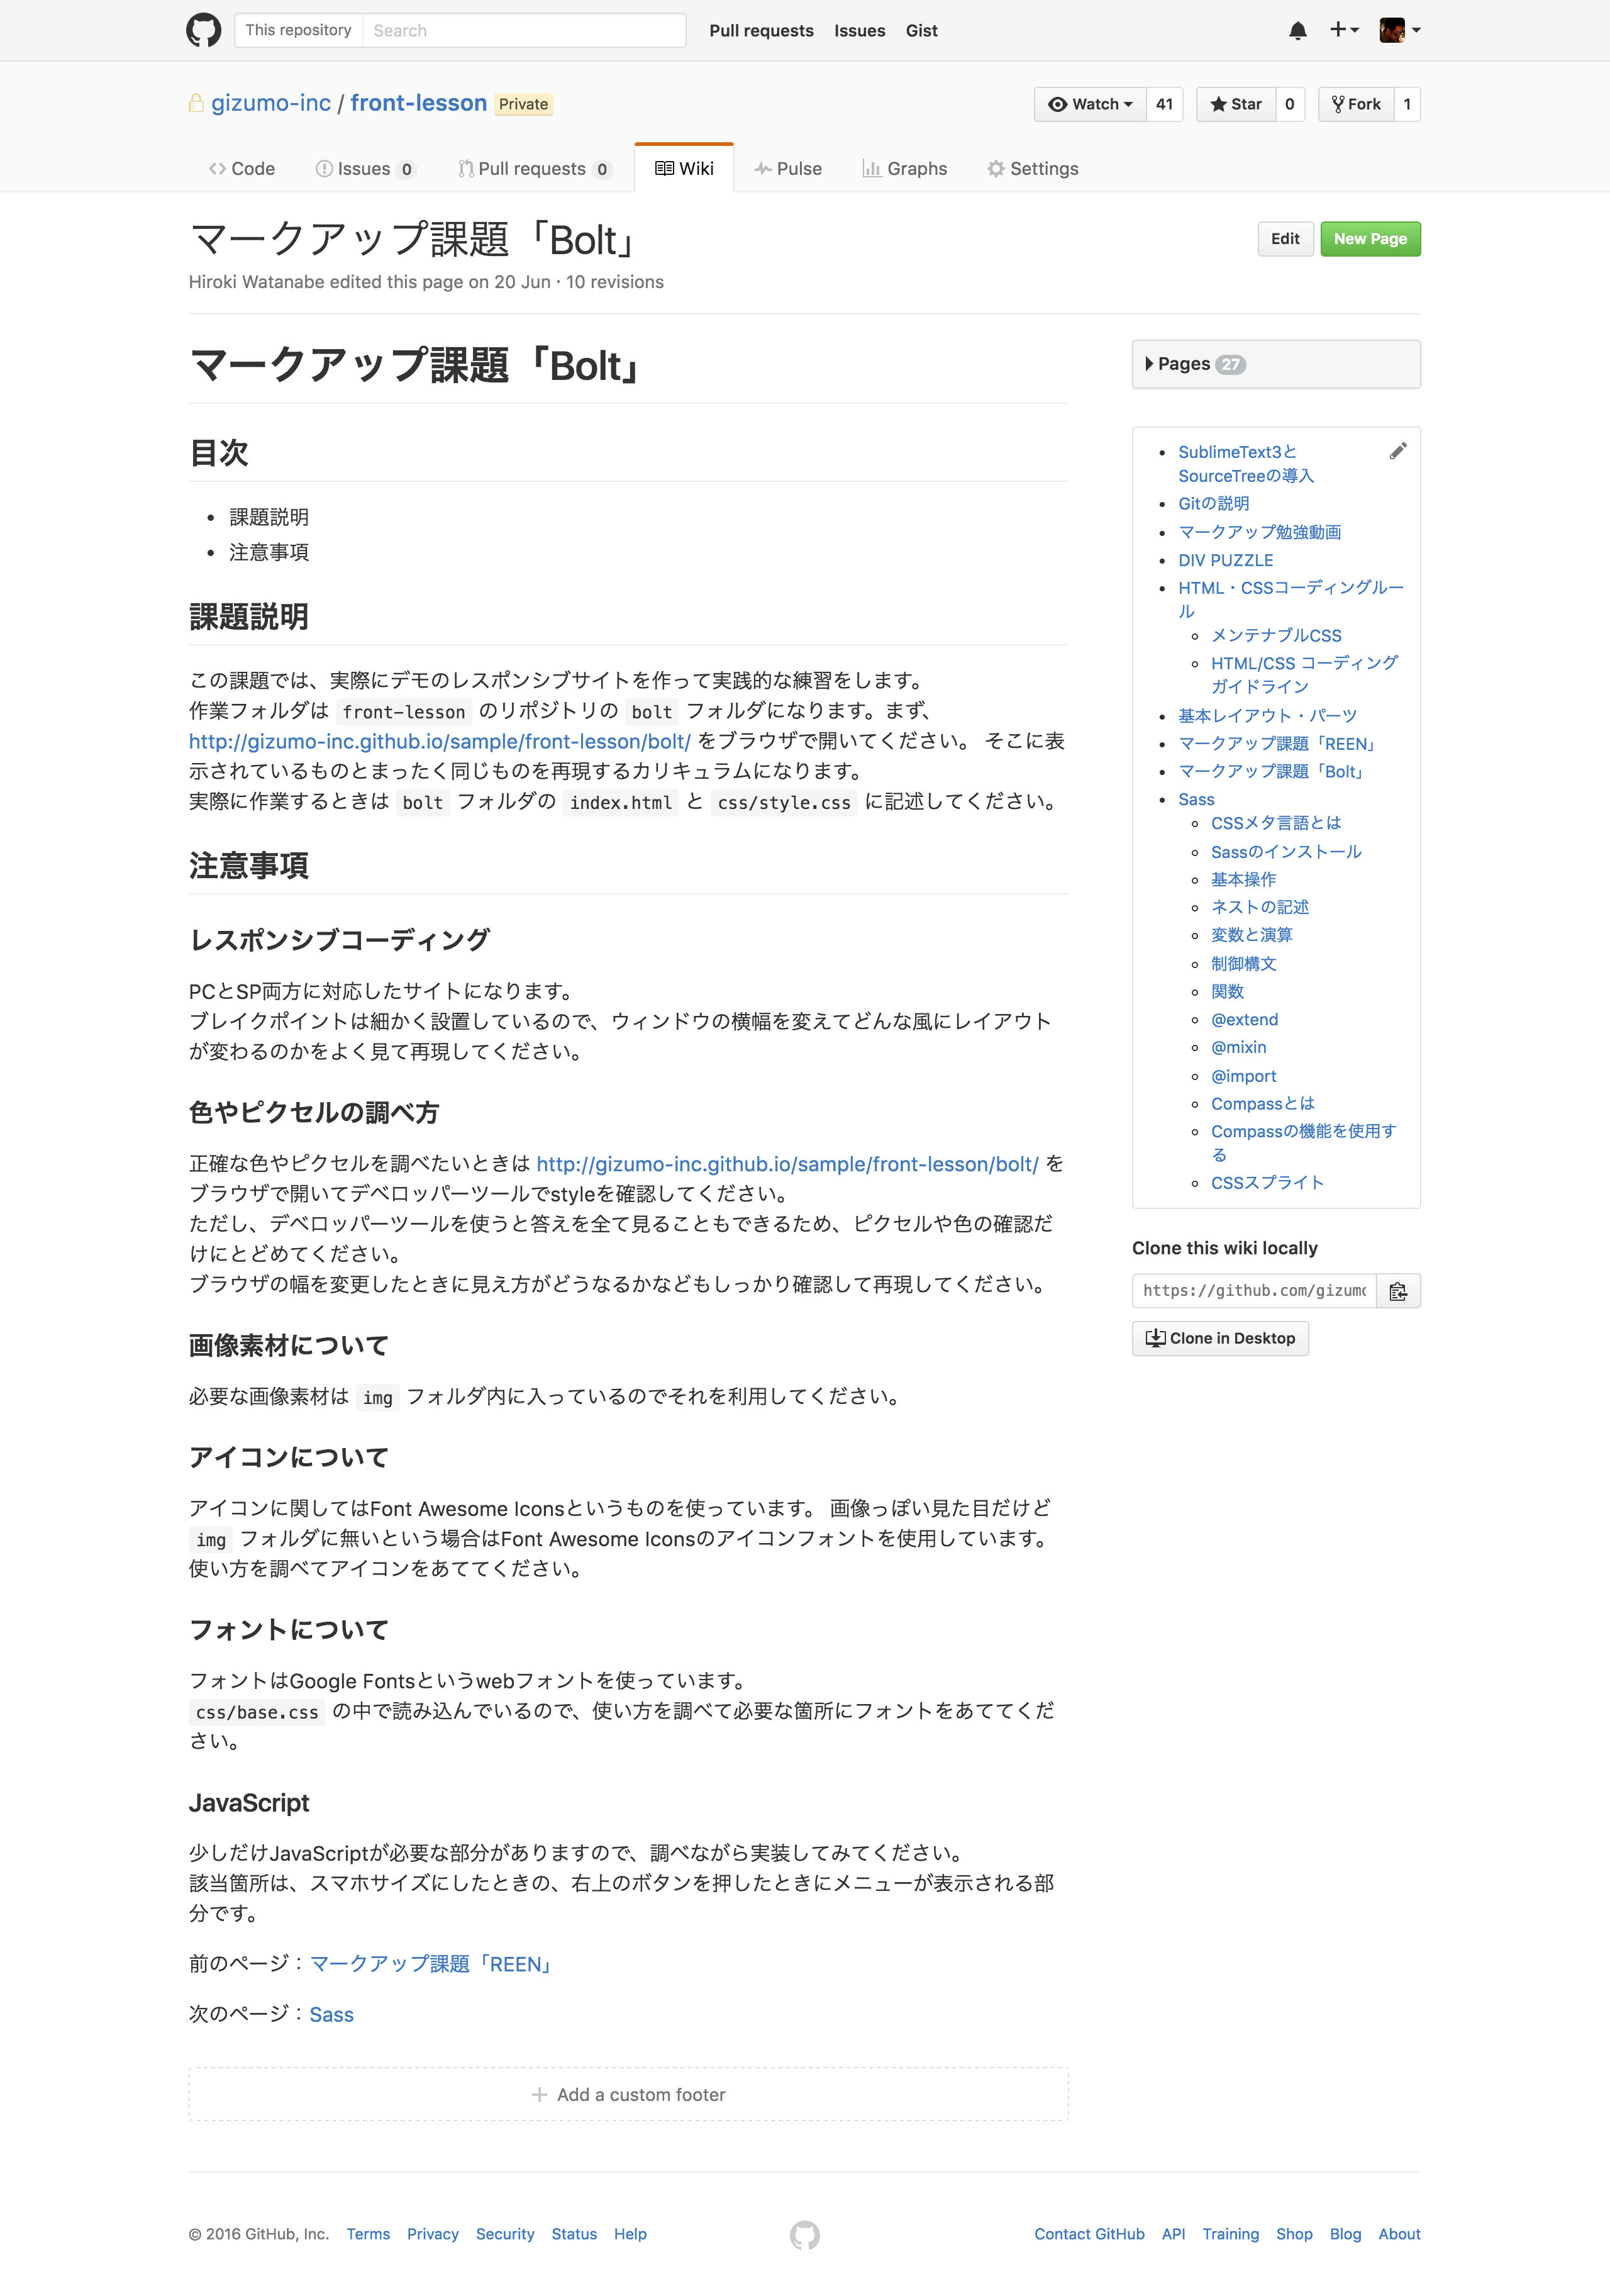 This repository Search Pull requests Issues Gist
gizumo-inc / front-lesson Private Watch 41 Star 0 Fork 1
Code Issues 0 Pull requests 0 Wiki Pulse Graphs Settings
マークアップ課題「Bolt」 Edit New Page
Hiroki Watanabe edited this page on 20 Jun · 10 revisions
マークアップ課題「Bolt」
目次
• 課題説明
• 注意事項
課題説明
この課題では、実際にデモのレスポンシブサイトを作って実践的な練習をします。
作業フォルダは front-lesson のリポジトリの bolt フォルダになります。まず、
http://gizumo-inc.github.io/sample/front-lesson/bolt/ をブラウザで開いてください。 そこに表
示されているものとまったく同じものを再現するカリキュラムになります。
実際に作業するときは bolt フォルダの index.html と css/style.css に記述してください。
注意事項
レスポンシブコーディング
PCとSP両方に対応したサイトになります。
ブレイクポイントは細かく設置しているので、ウィンドウの横幅を変えてどんな風にレイアウト
が変わるのかをよく見て再現してください。
色やピクセルの調べ方
正確な色やピクセルを調べたいときは http://gizumo-inc.github.io/sample/front-lesson/bolt/ を
ブラウザで開いてデベロッパーツールでstyleを確認してください。
ただし、デベロッパーツールを使うと答えを全て見ることもできるため、ピクセルや色の確認だ
けにとどめてください。
ブラウザの幅を変更したときに見え方がどうなるかなどもしっかり確認して再現してください。
画像素材について
必要な画像素材は img フォルダ内に入っているのでそれを利用してください。
アイコンについて
アイコンに関してはFont Awesome Iconsというものを使っています。 画像っぽい見た目だけど
img フォルダに無いという場合はFont Awesome Iconsのアイコンフォントを使用しています。
使い方を調べてアイコンをあててください。
フォントについて
フォントはGoogle Fontsというwebフォントを使っています。
css/base.css の中で読み込んでいるので、使い方を調べて必要な箇所にフォントをあててくだ
さい。
JavaScript
少しだけJavaScriptが必要な部分がありますので、調べながら実装してみてください。
該当箇所は、スマホサイズにしたときの、右上のボタンを押したときにメニューが表示される部
分です。
前のページ：マークアップ課題「REEN」
次のページ：Sass
Add a custom footer
Pages 27
• SublimeText3と
SourceTreeの導入
• Gitの説明
• マークアップ勉強動画
• DIV PUZZLE
• HTML・CSSコーディングルー
ル
メンテナブルCSS
HTML/CSS コーディング
ガイドライン
• 基本レイアウト・パーツ
• マークアップ課題「REEN」
• マークアップ課題「Bolt」
• Sass
CSSメタ言語とは
Sassのインストール
基本操作
ネストの記述
変数と演算
制御構文
関数
@extend
@mixin
@import
Compassとは
Compassの機能を使用す
る
CSSスプライト
Clone this wiki locally
https://github.com/gizumo
Clone in Desktop
© 2016 GitHub, Inc. Terms Privacy Security Status Help Contact GitHub API Training Shop Blog About